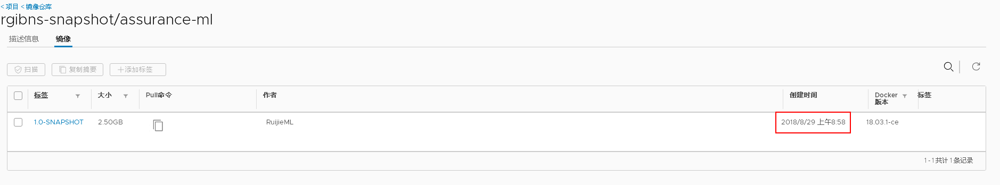 < 项目 < 镜像仓库
rgibns-snapshot/assurance-ml
描述信息 镜像
扫描 复制摘要 +添加标签
标签 大小 Pull命令 作者 创建时间 Docker 版本 标签
1.0-SNAPSHOT 2.50GB RuijieML 2018/8/29 上午8:58 18.03.1-ce
1 - 1 共计 1 条记录